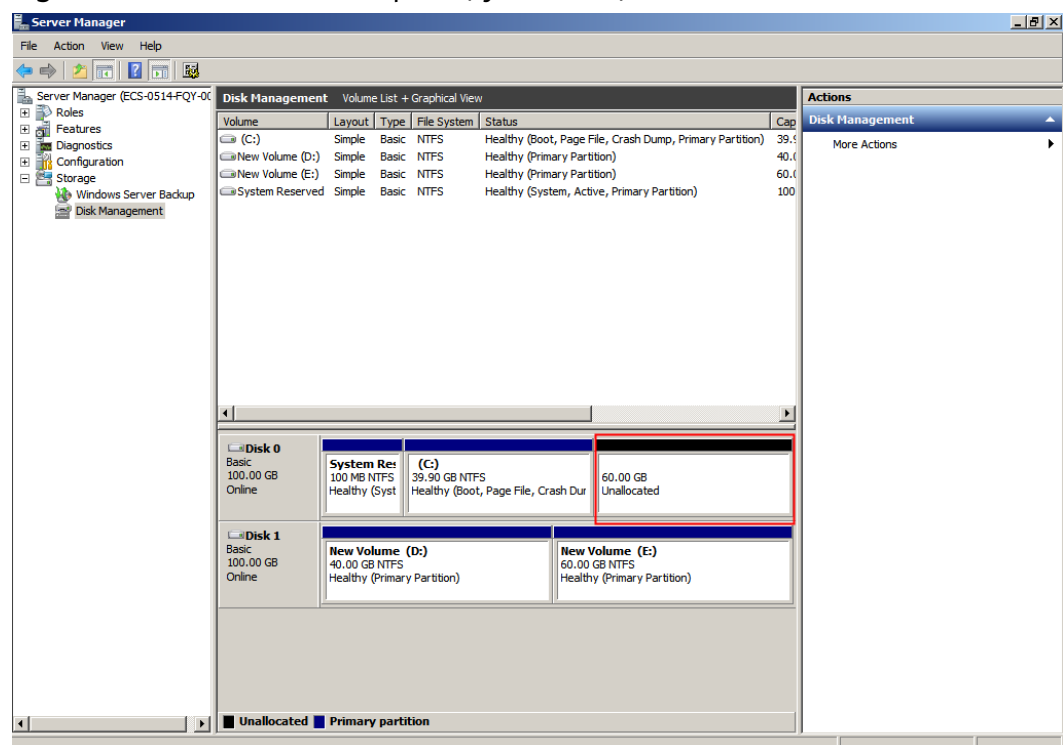 Server Manager
File Action View Help
Server Manager (ECS-0514-FQY-00
Roles
Features
Diagnostics
Configuration
Storage
Windows Server Backup
Disk Management
Disk Management Volume List + Graphical View
Volume Layout Type File System Status Cap
(C:) Simple Basic NTFS Healthy (Boot, Page File, Crash Dump, Primary Partition) 39.9
New Volume (D:) Simple Basic NTFS Healthy (Primary Partition) 40.0
New Volume (E:) Simple Basic NTFS Healthy (Primary Partition) 60.0
System Reserved Simple Basic NTFS Healthy (System, Active, Primary Partition) 100
Disk 0
Basic
100.00 GB
Online
System Res
100 MB NTFS
Healthy (Syst
(C:)
39.90 GB NTFS
Healthy (Boot, Page File, Crash Dur
60.00 GB
Unallocated
Disk 1
Basic
100.00 GB
Online
New Volume (D:)
40.00 GB NTFS
Healthy (Primary Partition)
New Volume (E:)
60.00 GB NTFS
Healthy (Primary Partition)
Unallocated Primary partition
Actions
Disk Management
More Actions